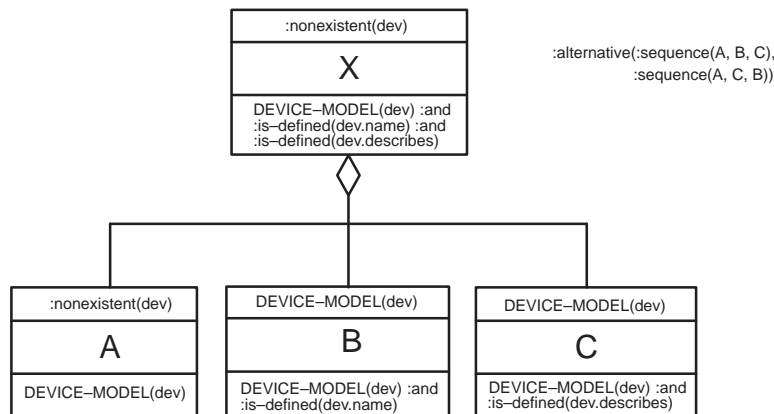 :nonexistent(dev)
X
DEVICE–MODEL(dev) :and
:is–defined(dev.name) :and
:is–defined(dev.describes)
:alternative(:sequence(A, B, C),
:sequence(A, C, B))
:nonexistent(dev)
A
DEVICE–MODEL(dev)
DEVICE–MODEL(dev)
B
DEVICE–MODEL(dev) :and
:is–defined(dev.name)
DEVICE–MODEL(dev)
C
DEVICE–MODEL(dev) :and
:is–defined(dev.describes)